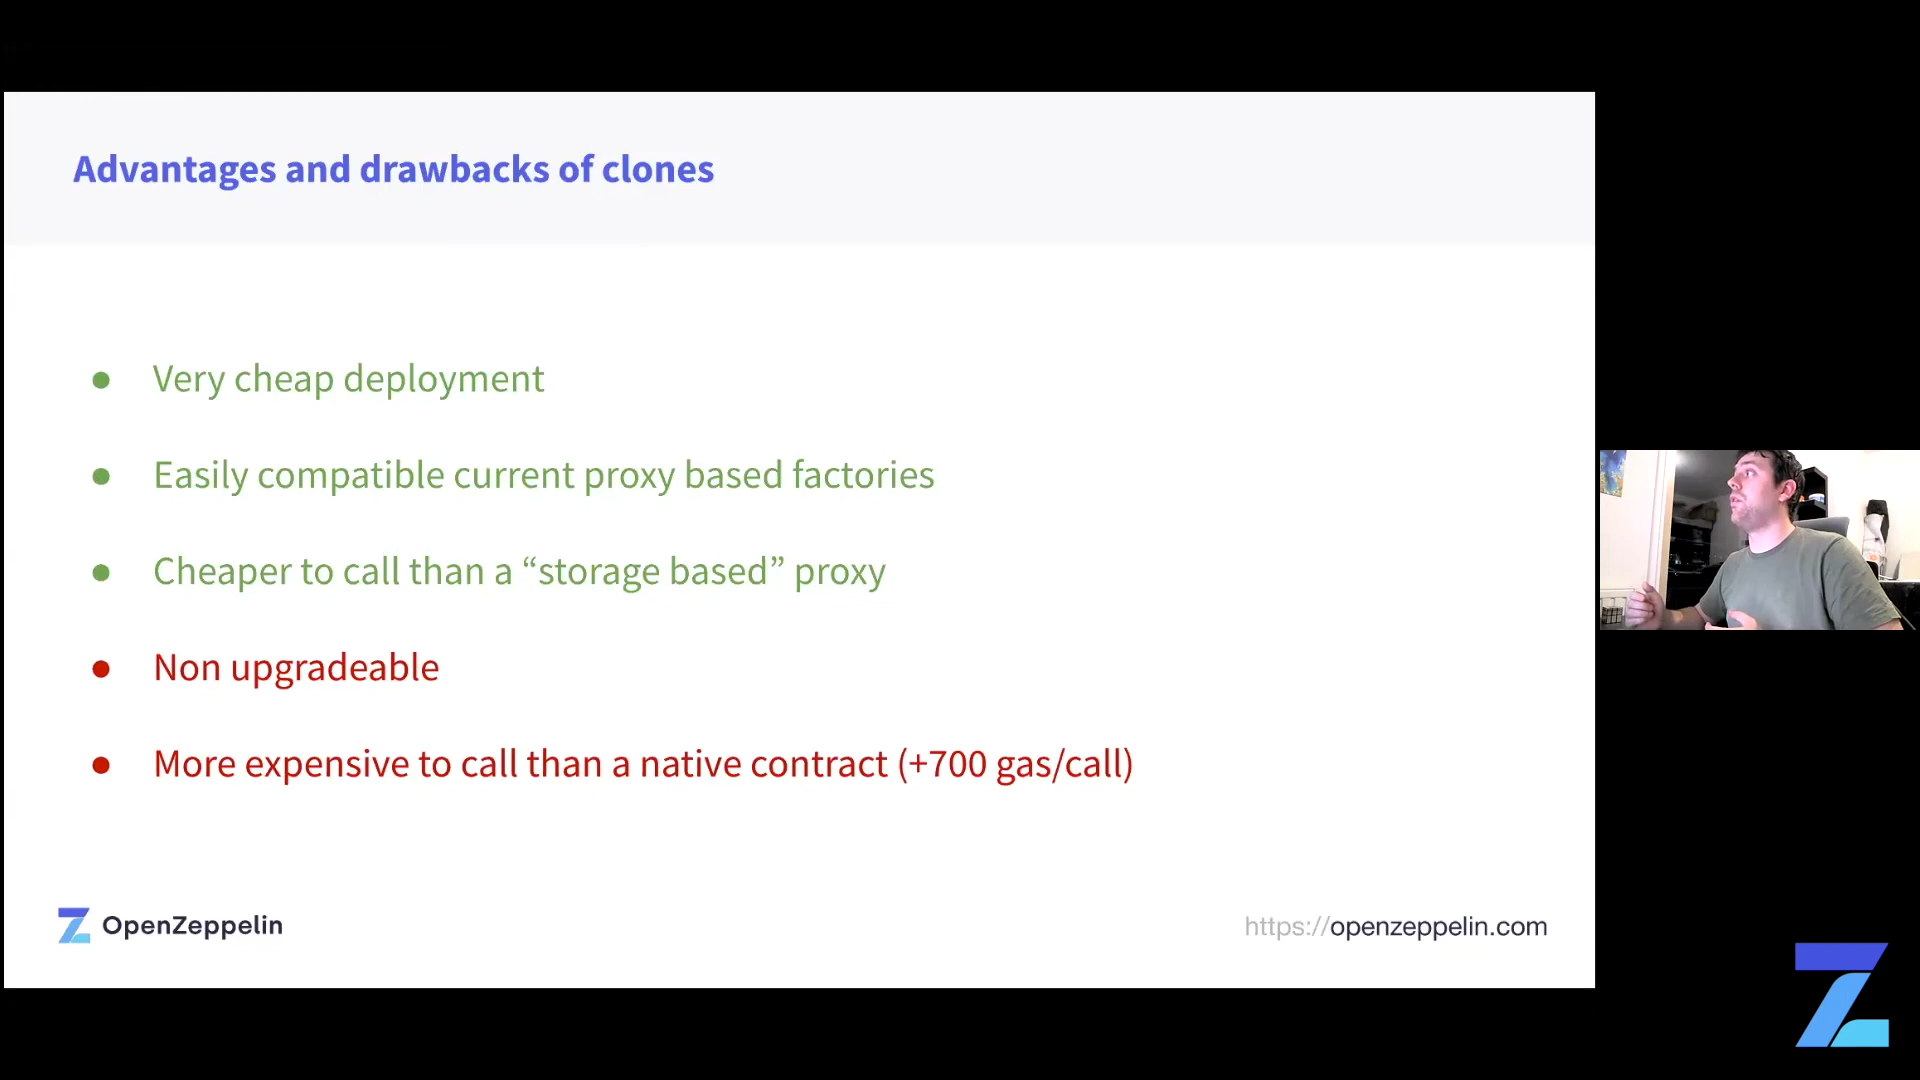 Advantages and drawbacks of clones
Very cheap deployment
Easily compatible current proxy based factories
Cheaper to call than a “storage based” proxy
Non upgradeable
More expensive to call than a native contract (+700 gas/call)
OpenZeppelin
https://openzeppelin.com